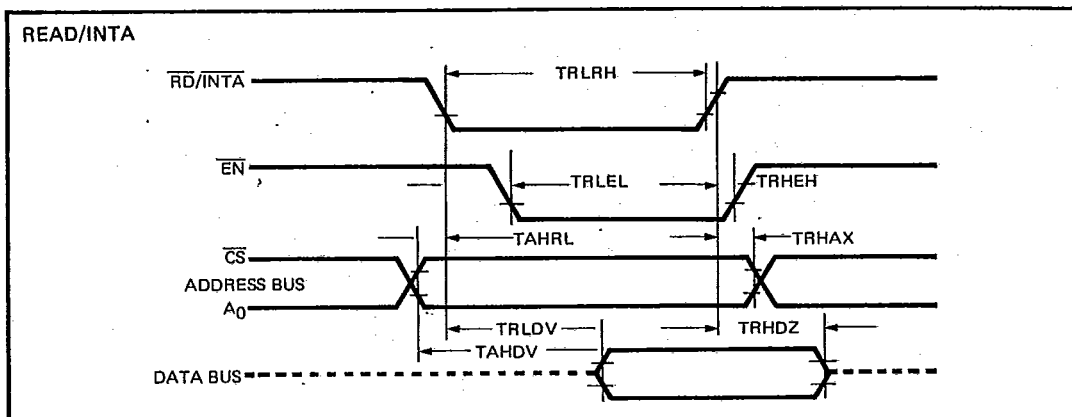 READ/INTA
RD/INTA
TRLRH
EN
TRLEL
TRHEH
TAHRL
TRHAX
CS
ADDRESS BUS
A0
TRLDV
TRHDZ
TAHDV
DATA BUS